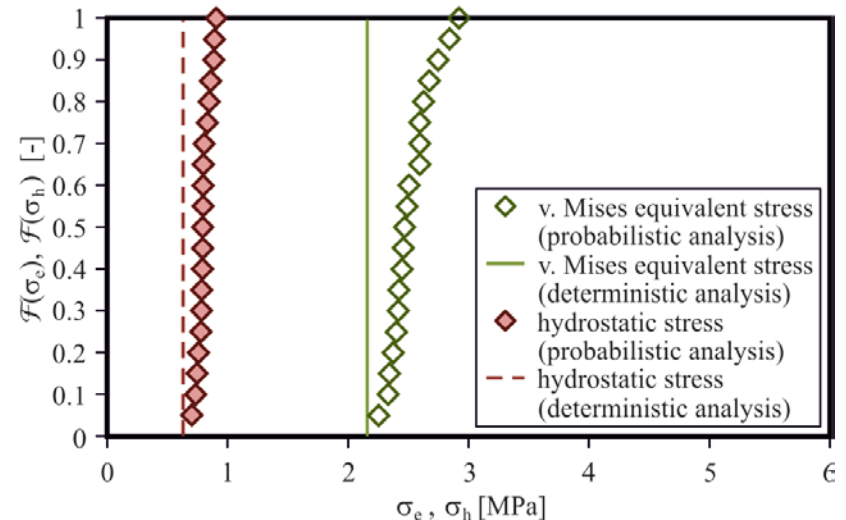 1
0.9
0.8
0.7
0.6
0.5
0.4
0.3
0.2
0.1
0
ℱ(σe), ℱ(σh) [-]
v. Mises equivalent stress
(probabilistic analysis)
v. Mises equivalent stress
(deterministic analysis)
hydrostatic stress
(probabilistic analysis)
hydrostatic stress
(deterministic analysis)
0 1 2 3 4 5 6
σe , σh [MPa]